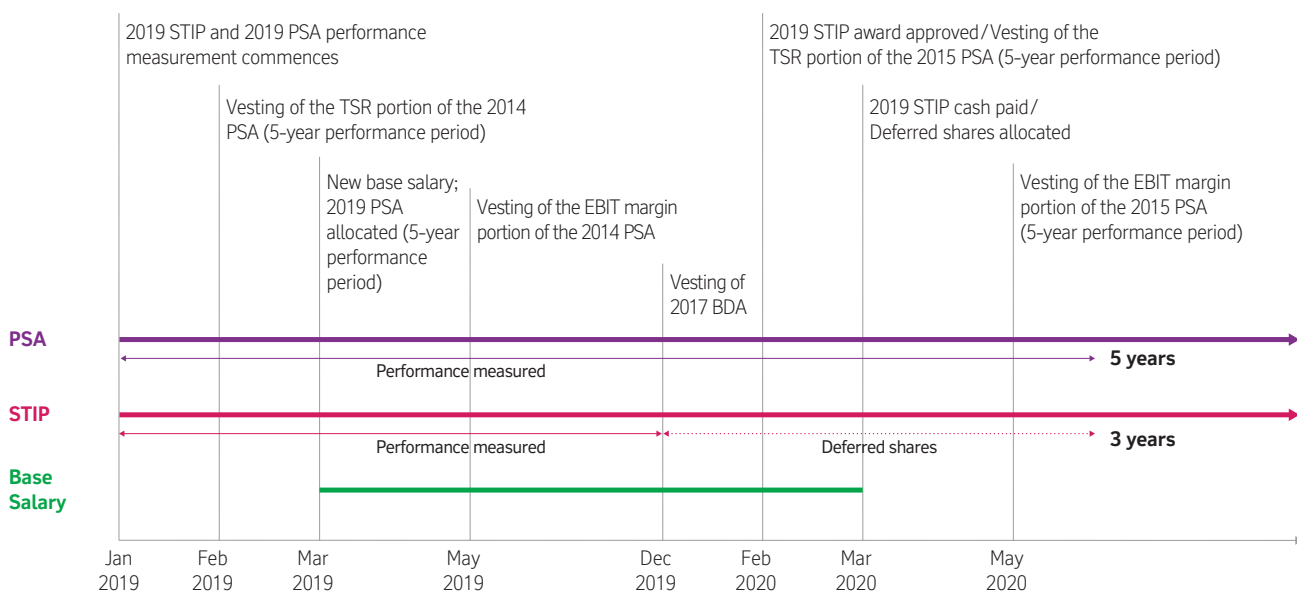 2019 STIP and 2019 PSA performance
measurement commences
2019 STIP award approved/Vesting of the
TSR portion of the 2015 PSA (5-year performance period)
Vesting of the TSR portion of the 2014
PSA (5-year performance period)
2019 STIP cash paid/
Deferred shares allocated
New base salary;
2019 PSA
allocated (5-year
performance
period)
Vesting of the EBIT margin
portion of the 2014 PSA
Vesting of the EBIT margin
portion of the 2015 PSA
(5-year performance period)
Vesting of
2017 BDA
PSA
Performance measured
5 years
STIP
Performance measured
Deferred shares
3 years
Base
Salary
Jan
2019
Feb
2019
Mar
2019
May
2019
Dec
2019
Feb
2020
Mar
2020
May
2020